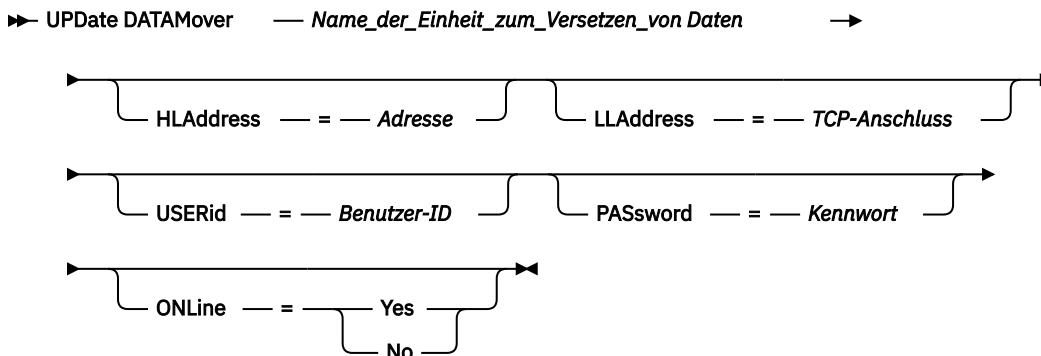 UPDate DATAMover Name_der_Einheit_zum_Versetzen_von Daten
HLAddress = Adresse LLAddress = TCP-Anschluss
USERid = Benutzer-ID PASsword = Kennwort
ONLine = Yes
No